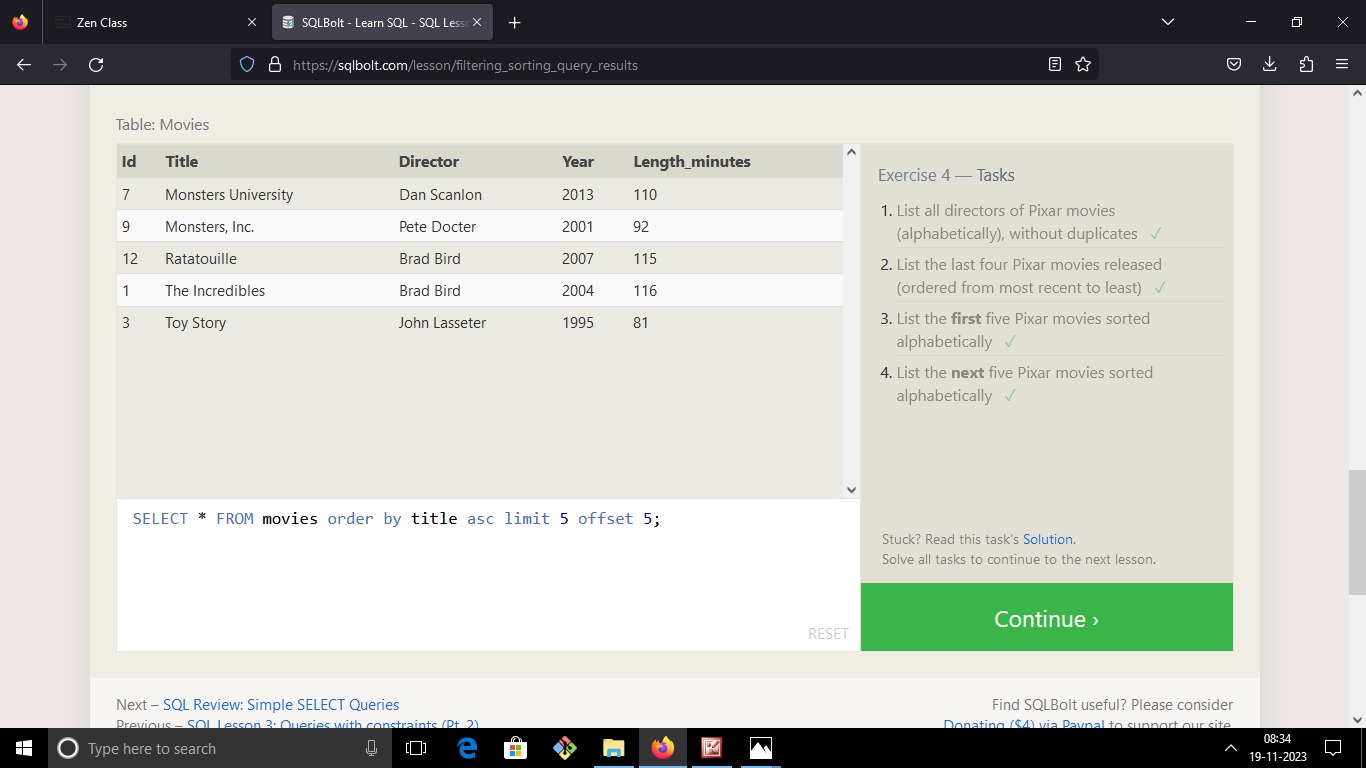 Zen Class
SQLBolt - Learn SQL - SQL Less
https://sqlbolt.com/lesson/filtering_sorting_query_results
Table: Movies
Id Title Director Year Length_minutes
7 Monsters University Dan Scanlon 2013 110
9 Monsters, Inc. Pete Docter 2001 92
12 Ratatouille Brad Bird 2007 115
1 The Incredibles Brad Bird 2004 116
3 Toy Story John Lasseter 1995 81
SELECT * FROM movies order by title asc limit 5 offset 5;
RESET
Exercise 4 — Tasks
1. List all directors of Pixar movies
(alphabetically), without duplicates ✓
2. List the last four Pixar movies released
(ordered from most recent to least) ✓
3. List the first five Pixar movies sorted
alphabetically ✓
4. List the next five Pixar movies sorted
alphabetically ✓
Stuck? Read this task's Solution.
Solve all tasks to continue to the next lesson.
Continue ›
Next – SQL Review: Simple SELECT Queries
Previous – SQL Lesson 3: Queries with constraints (Pt. 2)
Find SQLBolt useful? Please consider
Donating ($4) via Paypal to support our site.
Type here to search
08:34
19-11-2023